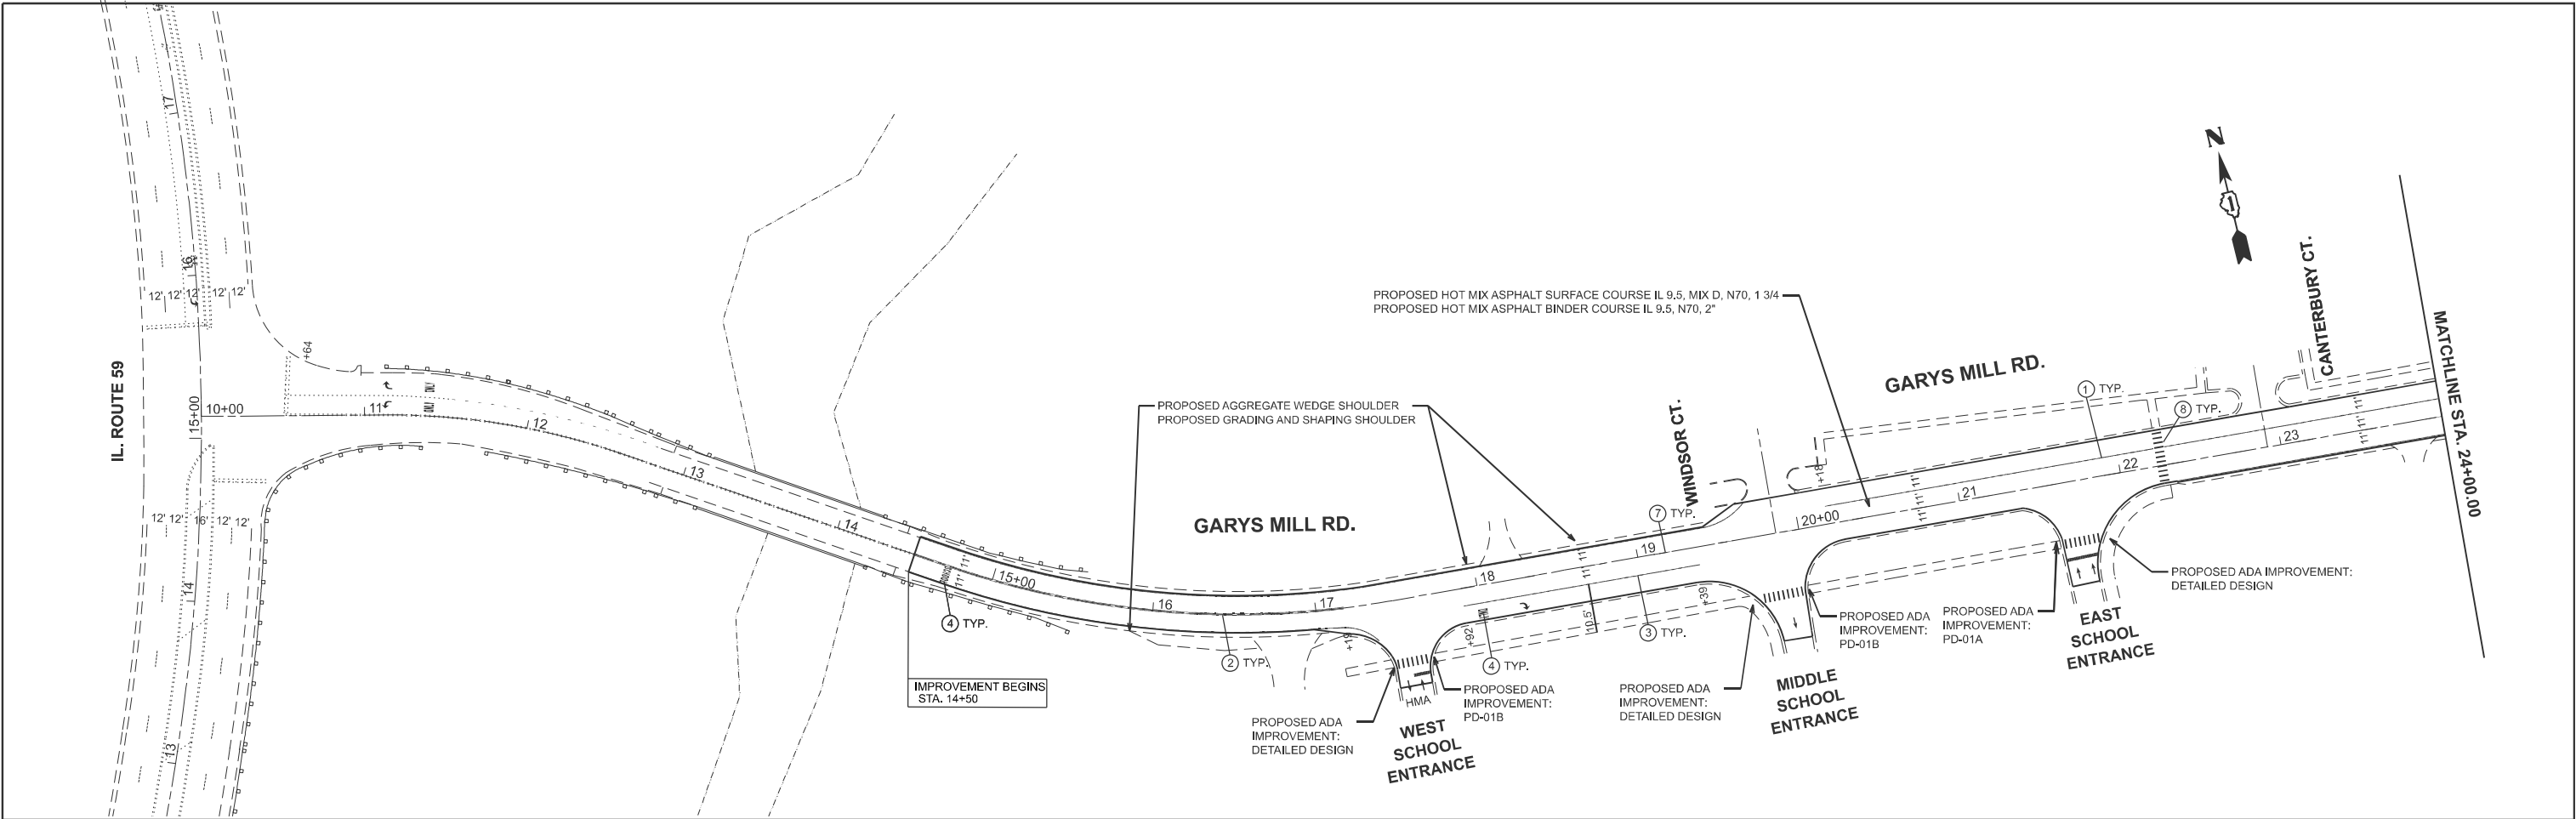 17
16
12' 12' 12' 12' 12'
IL. ROUTE 59
+64
15+00
10+00
11
ONLY
ONLY
12
13
14
12' 12' 16' 12' 12'
14
13
11' 11'
15+00
16
17
18
19
20+00
21
22
23
4 TYP.
IMPROVEMENT BEGINS
STA. 14+50
PROPOSED AGGREGATE WEDGE SHOULDER
PROPOSED GRADING AND SHAPING SHOULDER
GARYS MILL RD.
2 TYP.
+19
PROPOSED ADA
IMPROVEMENT:
DETAILED DESIGN
HMA
WEST
SCHOOL
ENTRANCE
+92
4 TYP.
PROPOSED ADA
IMPROVEMENT:
PD-01B
11' 11'
10.5'
3 TYP.
7 TYP.
WINDSOR CT.
+39
PROPOSED ADA
IMPROVEMENT:
DETAILED DESIGN
MIDDLE
SCHOOL
ENTRANCE
PROPOSED ADA
IMPROVEMENT:
PD-01B
PROPOSED HOT MIX ASPHALT SURFACE COURSE IL 9.5, MIX D, N70, 1 3/4
PROPOSED HOT MIX ASPHALT BINDER COURSE IL 9.5, N70, 2"
+18
GARYS MILL RD.
1 TYP.
8 TYP.
PROPOSED ADA
IMPROVEMENT:
PD-01A
EAST
SCHOOL
ENTRANCE
PROPOSED ADA IMPROVEMENT:
DETAILED DESIGN
N
CANTERBURY CT.
MATCHLINE STA. 24+00.00